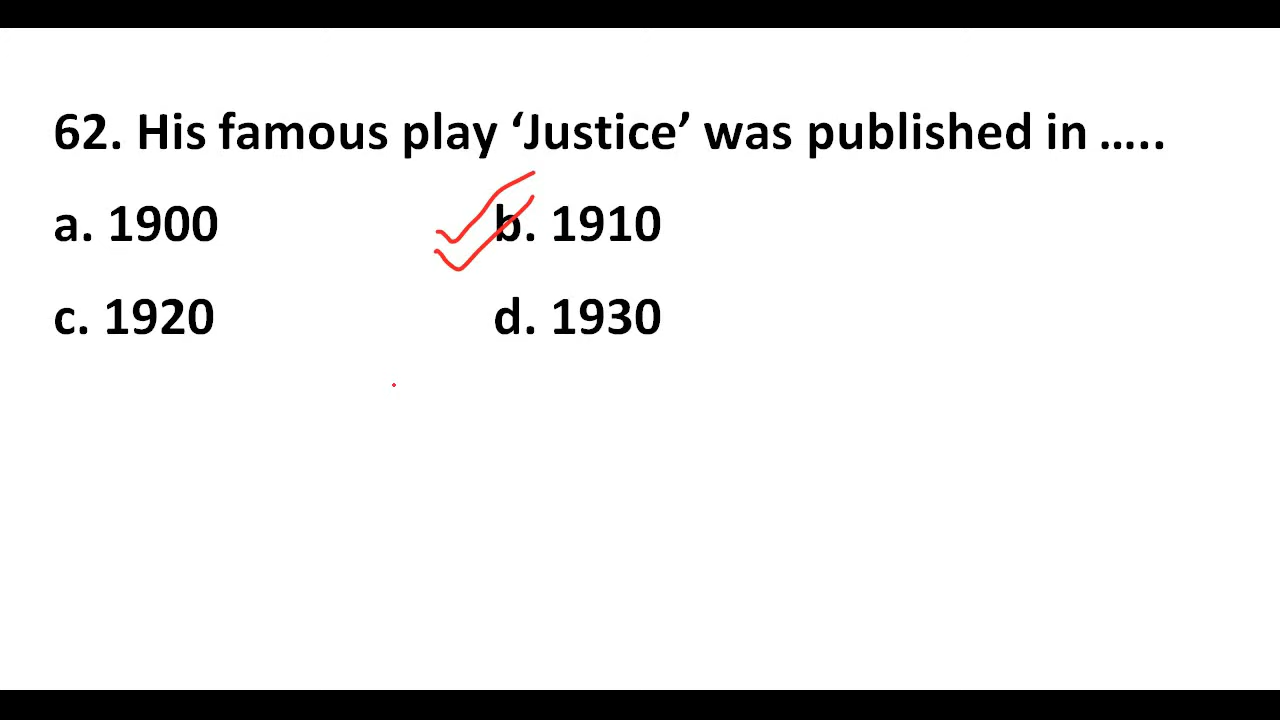 62. His famous play ‘Justice’ was published in …..
a. 1900 b. 1910
c. 1920 d. 1930